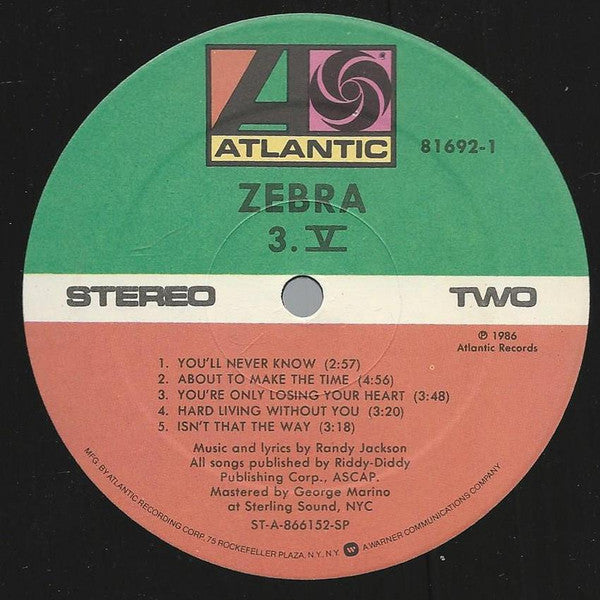 ATLANTIC
81692-1
ZEBRA
3.V
STEREO
TWO
℗ 1986
Atlantic Records
1. YOU'LL NEVER KNOW (2:57)
2. ABOUT TO MAKE THE TIME (4:56)
3. YOU'RE ONLY LOSING YOUR HEART (3:48)
4. HARD LIVING WITHOUT YOU (3:20)
5. ISN'T THAT THE WAY (3:18)
Music and lyrics by Randy Jackson
All songs published by Riddy-Diddy
Publishing Corp., ASCAP.
Mastered by George Marino
at Sterling Sound, NYC
ST-A-866152-SP
MFG. BY ATLANTIC RECORDING CORP. 75 ROCKEFELLER PLAZA, N.Y., N.Y. A WARNER COMMUNICATIONS COMPANY